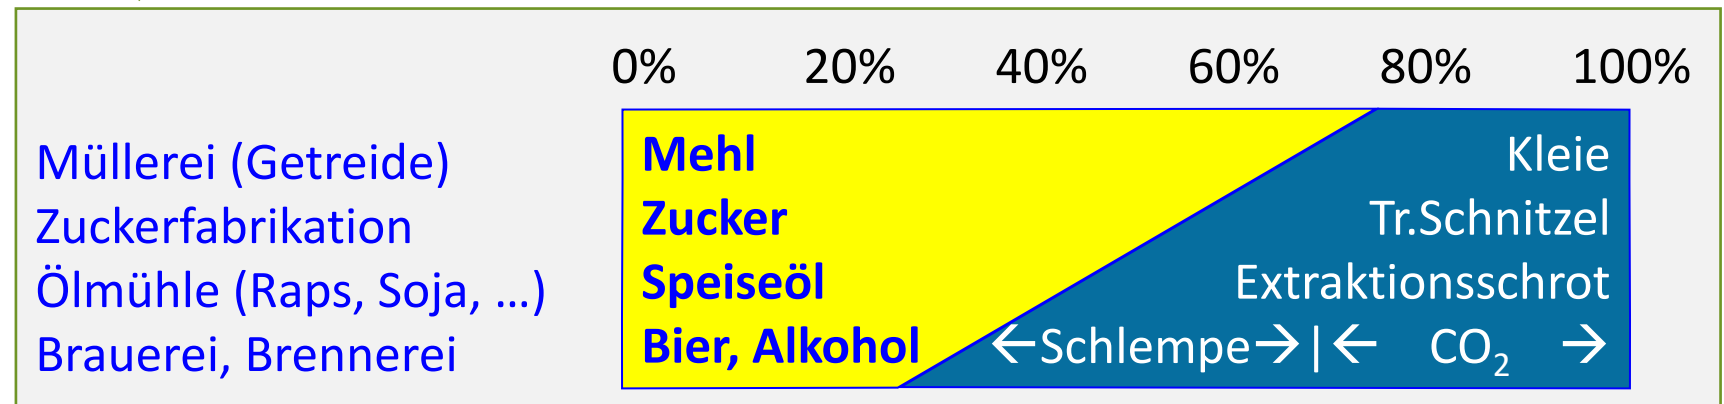 0% 20% 40% 60% 80% 100%
Müllerei (Getreide) Mehl Kleie
Zuckerfabrikation Zucker Tr.Schnitzel
Ölmühle (Raps, Soja, ...) Speiseöl Extraktionsschrot
Brauerei, Brennerei Bier, Alkohol ←Schlempe→|← CO₂ →